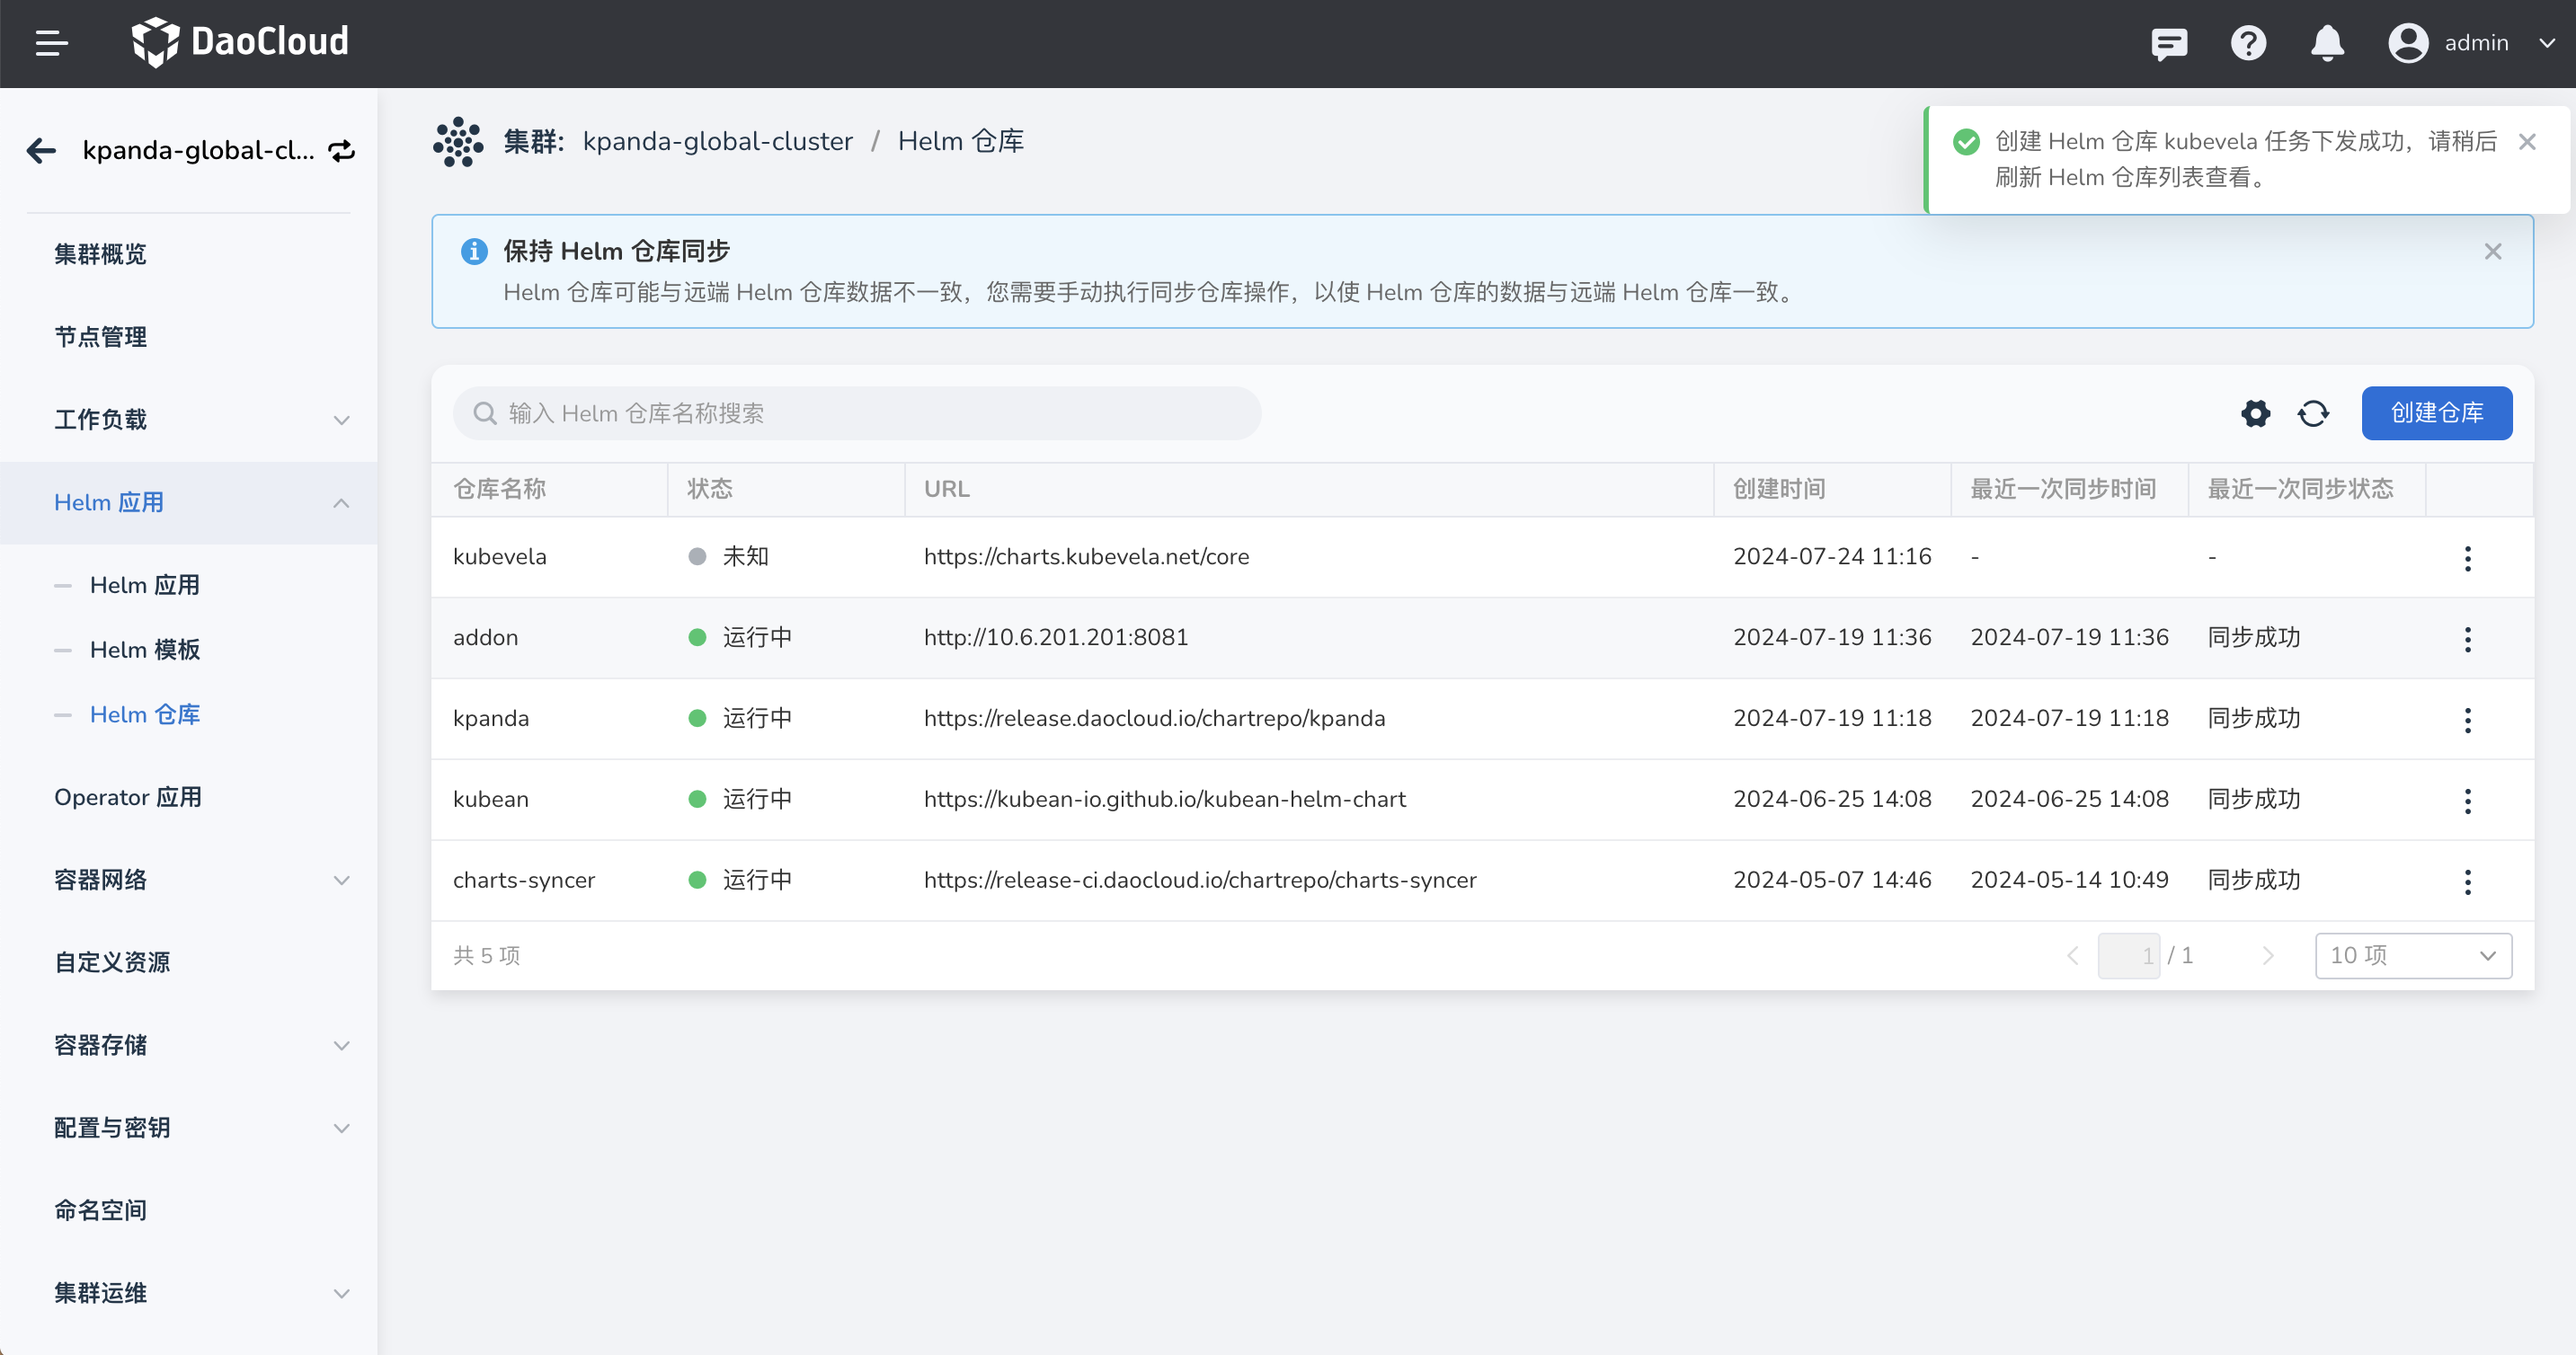 DaoCloud
admin
kpanda-global-cl...
集群概览
节点管理
工作负载
Helm 应用
Helm 应用
Helm 模板
Helm 仓库
Operator 应用
容器网络
自定义资源
容器存储
配置与密钥
命名空间
集群运维
集群: kpanda-global-cluster / Helm 仓库
创建 Helm 仓库 kubevela 任务下发成功，请稍后
刷新 Helm 仓库列表查看。
保持 Helm 仓库同步
Helm 仓库可能与远端 Helm 仓库数据不一致，您需要手动执行同步仓库操作，以使 Helm 仓库的数据与远端 Helm 仓库一致。
输入 Helm 仓库名称搜索
创建仓库
仓库名称 状态 URL 创建时间 最近一次同步时间 最近一次同步状态
kubevela 未知 https://charts.kubevela.net/core 2024-07-24 11:16 - -
addon 运行中 http://10.6.201.201:8081 2024-07-19 11:36 2024-07-19 11:36 同步成功
kpanda 运行中 https://release.daocloud.io/chartrepo/kpanda 2024-07-19 11:18 2024-07-19 11:18 同步成功
kubean 运行中 https://kubean-io.github.io/kubean-helm-chart 2024-06-25 14:08 2024-06-25 14:08 同步成功
charts-syncer 运行中 https://release-ci.daocloud.io/chartrepo/charts-syncer 2024-05-07 14:46 2024-05-14 10:49 同步成功
共 5 项
1 / 1
10 项